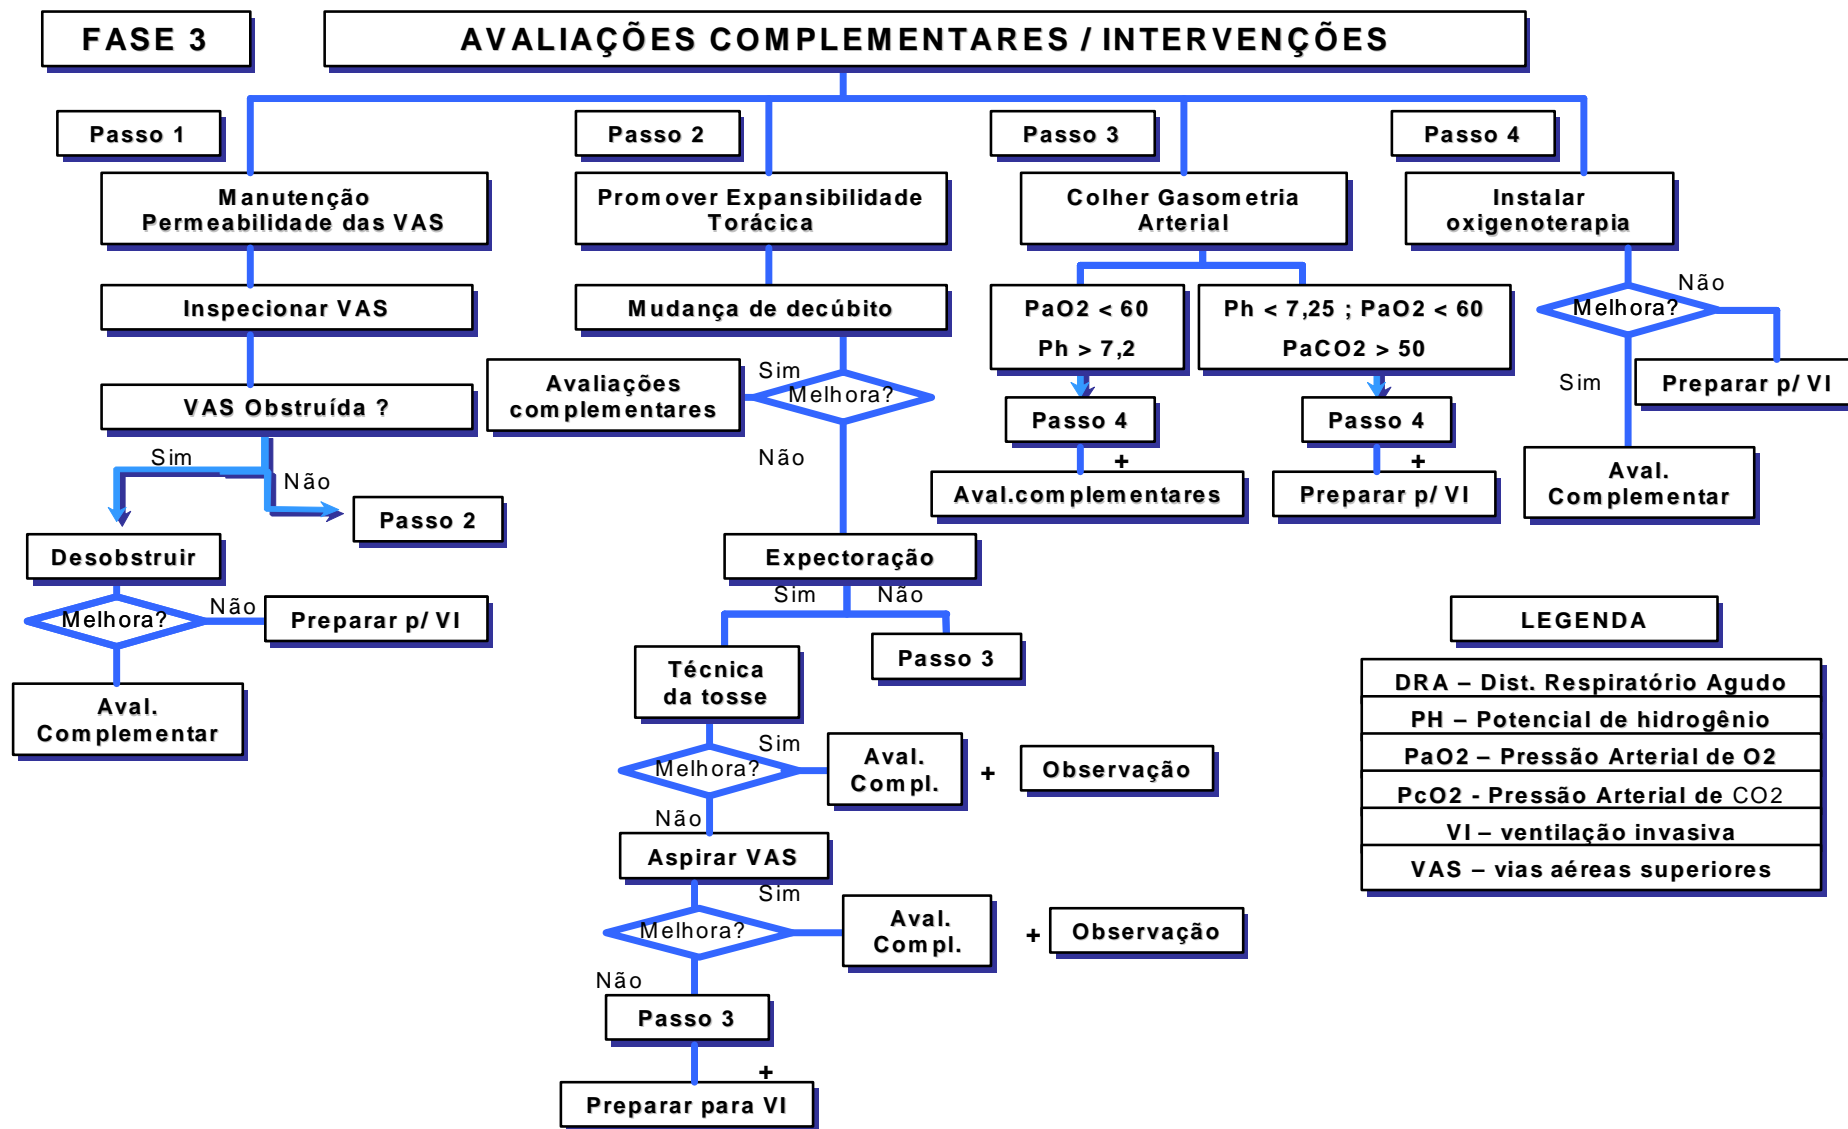 FASE 3
AVALIAÇÕES COMPLEMENTARES / INTERVENÇÕES
Passo 1
Manutenção
Permeabilidade das VAS
Inspecionar VAS
VAS Obstruída ?
Sim
Não
Passo 2
Desobstruir
Melhora?
Não
Preparar p/ VI
Aval.
Complementar
Passo 2
Promover Expansibilidade
Torácica
Mudança de decúbito
Sim
Melhora?
Avaliações
complementares
Não
Expectoração
Sim
Não
Passo 3
Técnica
da tosse
Sim
Melhora?
Aval.
Compl.
+
Observação
Não
Aspirar VAS
Sim
Melhora?
Aval.
Compl.
+
Observação
Não
Passo 3
+
Preparar para VI
Passo 3
Colher Gasometria
Arterial
PaO2 < 60
Ph > 7,2
Passo 4
+
Aval.complementares
Ph < 7,25 ; PaO2 < 60
PaCO2 > 50
Passo 4
+
Preparar p/ VI
Passo 4
Instalar
oxigenoterapia
Não
Melhora?
Sim
Preparar p/ VI
Aval.
Complementar
LEGENDA
DRA – Dist. Respiratório Agudo
PH – Potencial de hidrogênio
PaO2 – Pressão Arterial de O2
PcO2 - Pressão Arterial de CO2
VI – ventilação invasiva
VAS – vias aéreas superiores